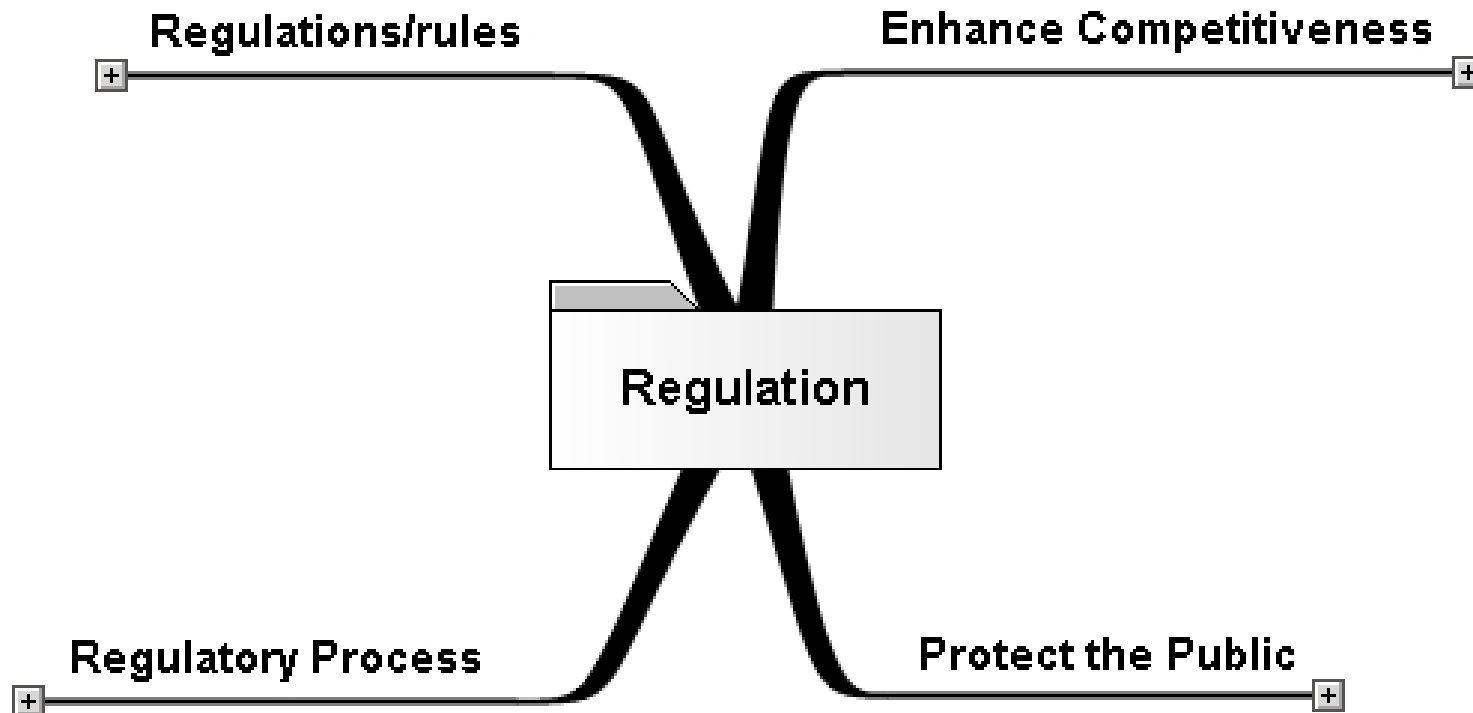 Regulations/rules
Enhance Competitiveness
Regulation
Regulatory Process
Protect the Public